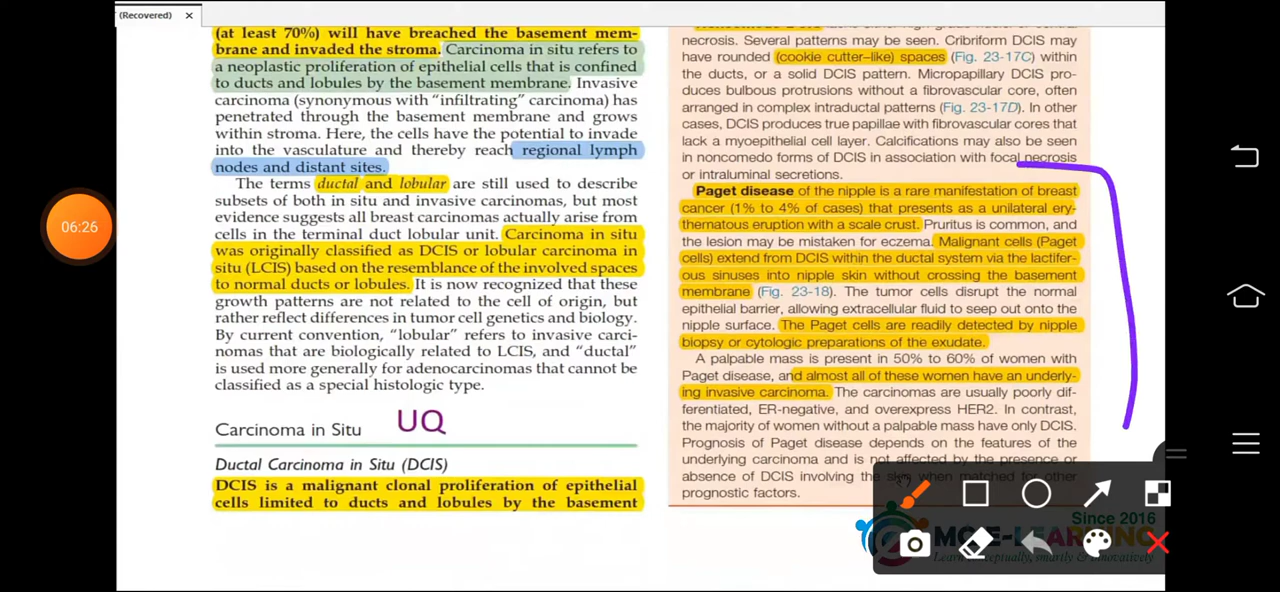 (Recovered)
(at least 70%) will have breached the basement mem-
brane and invaded the stroma. Carcinoma in situ refers to
a neoplastic proliferation of epithelial cells that is confined
to ducts and lobules by the basement membrane. Invasive
carcinoma (synonymous with “infiltrating” carcinoma) has
penetrated through the basement membrane and grows
within stroma. Here, the cells have the potential to invade
into the vasculature and thereby reach regional lymph
nodes and distant sites.
The terms ductal and lobular are still used to describe
subsets of both in situ and invasive carcinomas, but most
evidence suggests all breast carcinomas actually arise from
cells in the terminal duct lobular unit. Carcinoma in situ
was originally classified as DCIS or lobular carcinoma in
situ (LCIS) based on the resemblance of the involved spaces
to normal ducts or lobules. It is now recognized that these
growth patterns are not related to the cell of origin, but
rather reflect differences in tumor cell genetics and biology.
By current convention, “lobular” refers to invasive carci-
nomas that are biologically related to LCIS, and “ductal”
is used more generally for adenocarcinomas that cannot be
classified as a special histologic type.
Carcinoma in Situ UQ
Ductal Carcinoma in Situ (DCIS)
DCIS is a malignant clonal proliferation of epithelial
cells limited to ducts and lobules by the basement
necrosis. Several patterns may be seen. Cribriform DCIS may
have rounded (cookie cutter–like) spaces (Fig. 23-17C) within
the ducts, or a solid DCIS pattern. Micropapillary DCIS pro-
duces bulbous protrusions without a fibrovascular core, often
arranged in complex intraductal patterns (Fig. 23-17D). In other
cases, DCIS produces true papillae with fibrovascular cores that
lack a myoepithelial cell layer. Calcifications may also be seen
in noncomedo forms of DCIS in association with focal necrosis
or intraluminal secretions.
Paget disease of the nipple is a rare manifestation of breast
cancer (1% to 4% of cases) that presents as a unilateral ery-
thematous eruption with a scale crust. Pruritus is common, and
the lesion may be mistaken for eczema. Malignant cells (Paget
cells) extend from DCIS within the ductal system via the lactifer-
ous sinuses into nipple skin without crossing the basement
membrane (Fig. 23-18). The tumor cells disrupt the normal
epithelial barrier, allowing extracellular fluid to seep out onto the
nipple surface. The Paget cells are readily detected by nipple
biopsy or cytologic preparations of the exudate.
A palpable mass is present in 50% to 60% of women with
Paget disease, and almost all of these women have an underly-
ing invasive carcinoma. The carcinomas are usually poorly dif-
ferentiated, ER-negative, and overexpress HER2. In contrast,
the majority of women without a palpable mass have only DCIS.
Prognosis of Paget disease depends on the features of the
underlying carcinoma and is not affected by the presence or
absence of DCIS involving the skin when matched for other
prognostic factors.
06:26
Since 2016